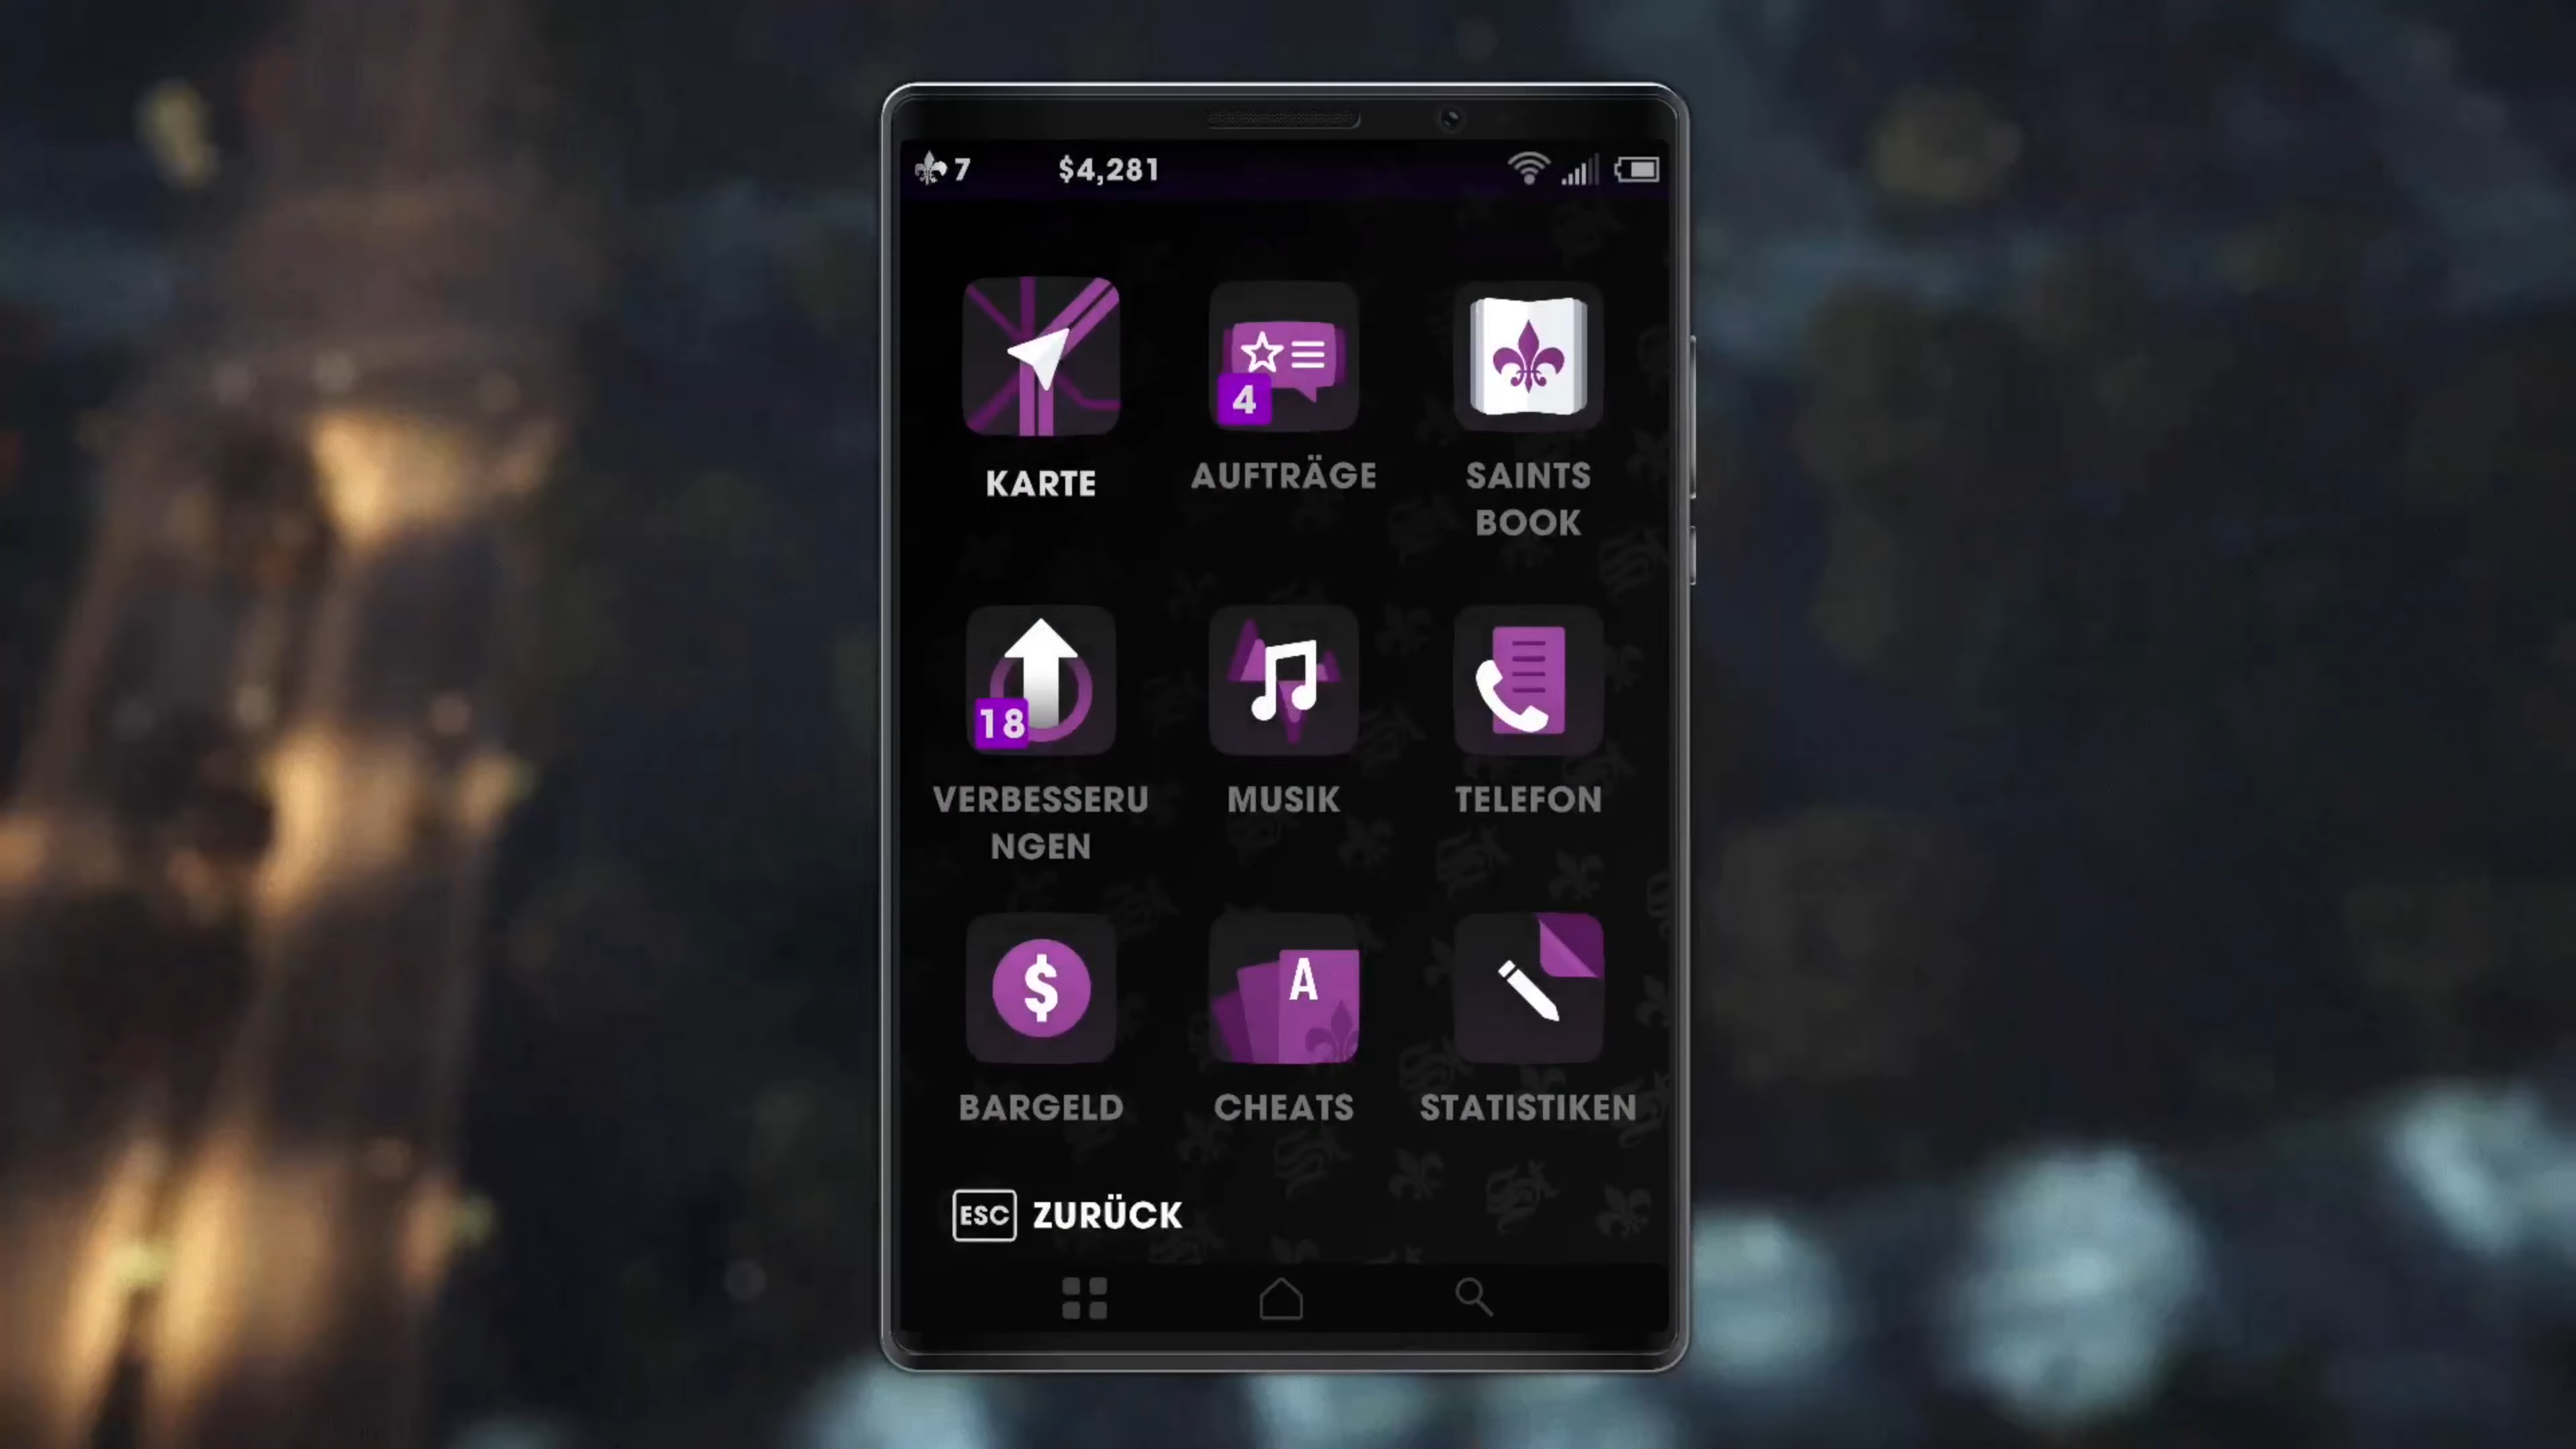 7 $4,281
KARTE
AUFTRÄGE
4
SAINTS
BOOK
VERBESSERU
NGEN
18
MUSIK
TELEFON
BARGELD
A
CHEATS
STATISTIKEN
ESC ZURÜCK